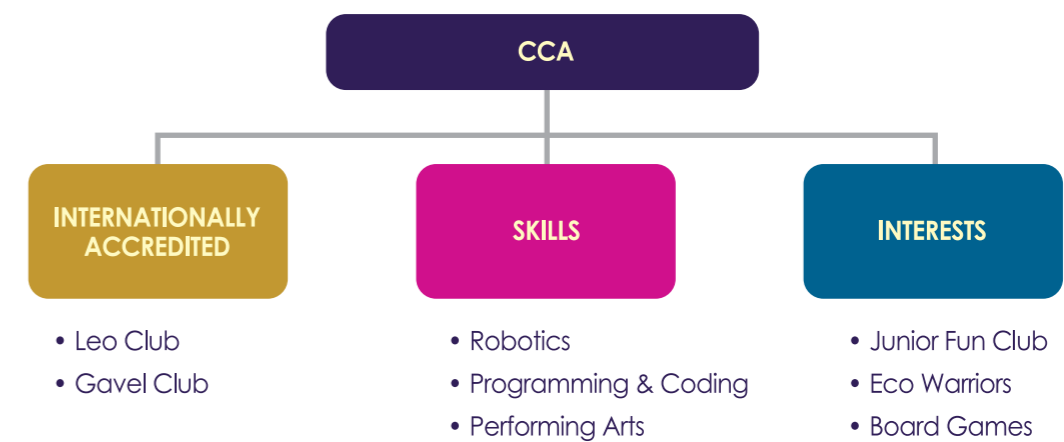 CCA
INTERNATIONALLY
ACCREDITED
• Leo Club
• Gavel Club
SKILLS
• Robotics
• Programming & Coding
• Performing Arts
INTERESTS
• Junior Fun Club
• Eco Warriors
• Board Games